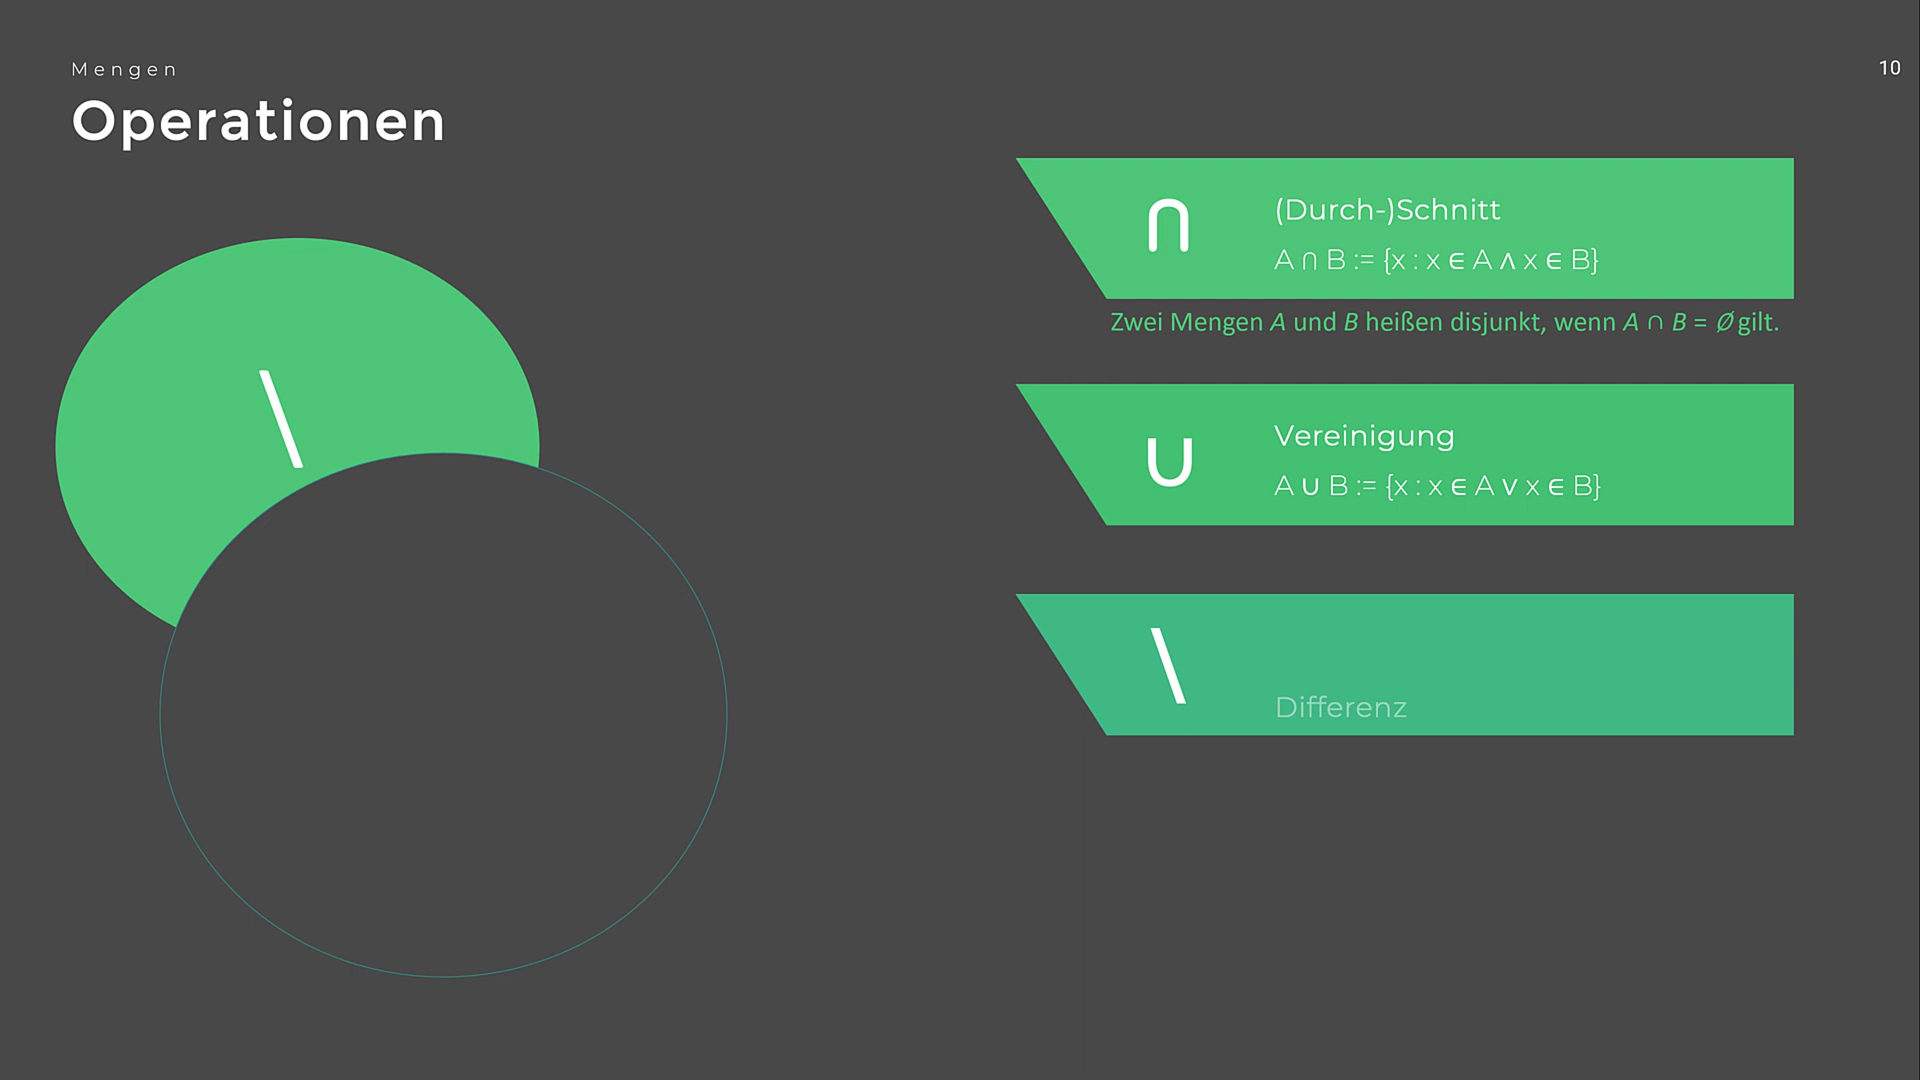 Mengen
10
Operationen
\
∩
(Durch-)Schnitt
A ∩ B := {x : x ∈ A ∧ x ∈ B}
Zwei Mengen A und B heißen disjunkt, wenn A ∩ B = Ø gilt.
∪
Vereinigung
A ∪ B := {x : x ∈ A ∨ x ∈ B}
\
Differenz